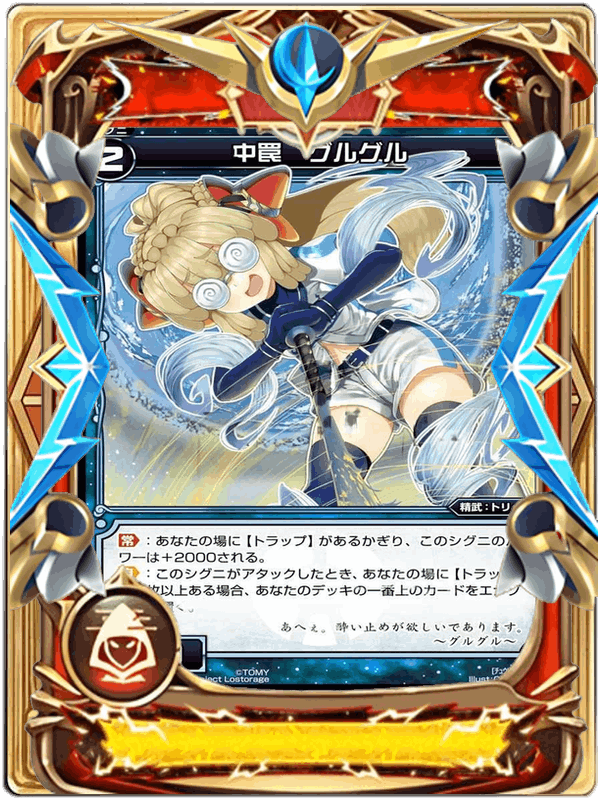 2
中罠 グルグル
精武:トリ
常:あなたの場に【トラップ】があるかぎり、このシグニの
ワーは+2000される。
:このシグニがアタックしたとき、あなたの場に【トラッ
枚以上ある場合、あなたのデッキの一番上のカードをエ
あへぇ。酔い止めが欲しいであります。
～グルグル～
©TOMY
ject Lostorage
Illust